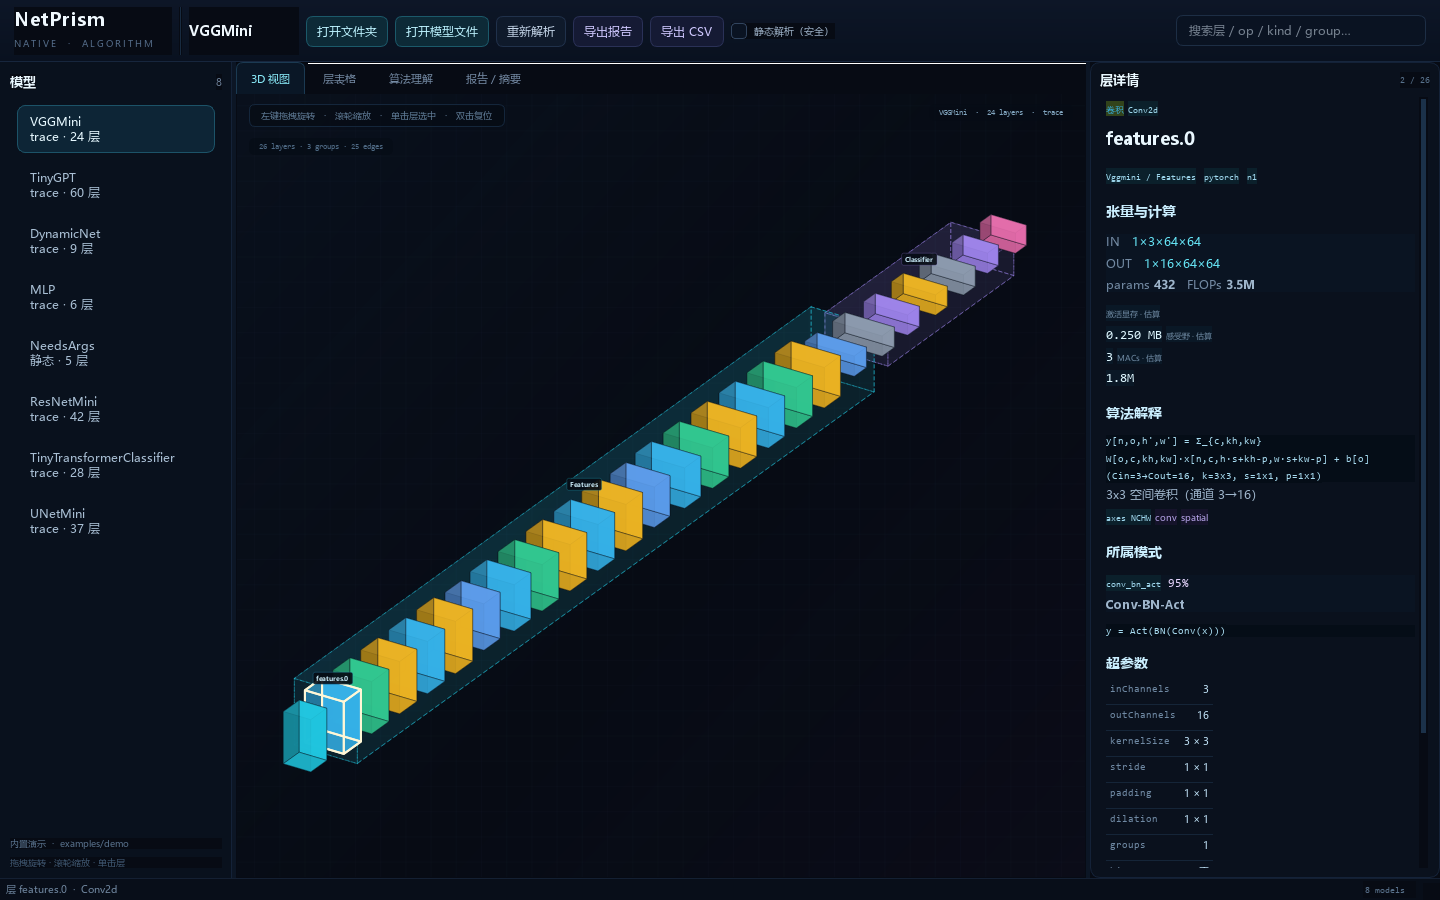 NetPrism
NATIVE · ALGORITHM
VGGMini
打开文件夹
打开模型文件
重新解析
导出报告
导出 CSV
静态解析（安全）
搜索层 / op / kind / group...
模型
8
VGGMini
trace · 24 层
TinyGPT
trace · 60 层
DynamicNet
trace · 9 层
MLP
trace · 6 层
NeedsArgs
静态 · 5 层
ResNetMini
trace · 42 层
TinyTransformerClassifier
trace · 28 层
UNetMini
trace · 37 层
内置演示 · examples/demo
拖拽旋转 · 滚轮缩放 · 单击层
3D 视图
层表格
算法理解
报告 / 摘要
左键拖拽旋转 · 滚轮缩放 · 单击层选中 · 双击复位
VGGMini · 24 layers · trace
26 layers · 3 groups · 25 edges
Classifier
Features
features.0
层详情
2 / 26
卷积 Conv2d
features.0
Vggmini / Features pytorch n1
张量与计算
IN 1×3×64×64
OUT 1×16×64×64
params 432 FLOPs 3.5M
激活显存 · 估算
0.250 MB 感受野 · 估算
3 MACs · 估算
1.8M
算法解释
y[n,o,h',w'] = Σ_{c,kh,kw}
W[o,c,kh,kw]·x[n,c,h·s+kh-p,w·s+kw-p] + b[o]
(Cin=3→Cout=16, k=3x3, s=1x1, p=1x1)
3x3 空间卷积（通道 3→16）
axes NCHW conv spatial
所属模式
conv_bn_act 95%
Conv-BN-Act
y = Act(BN(Conv(x)))
超参数
inChannels 3
outChannels 16
kernelSize 3 × 3
stride 1 × 1
padding 1 × 1
dilation 1 × 1
groups 1
层 features.0 · Conv2d
8 models